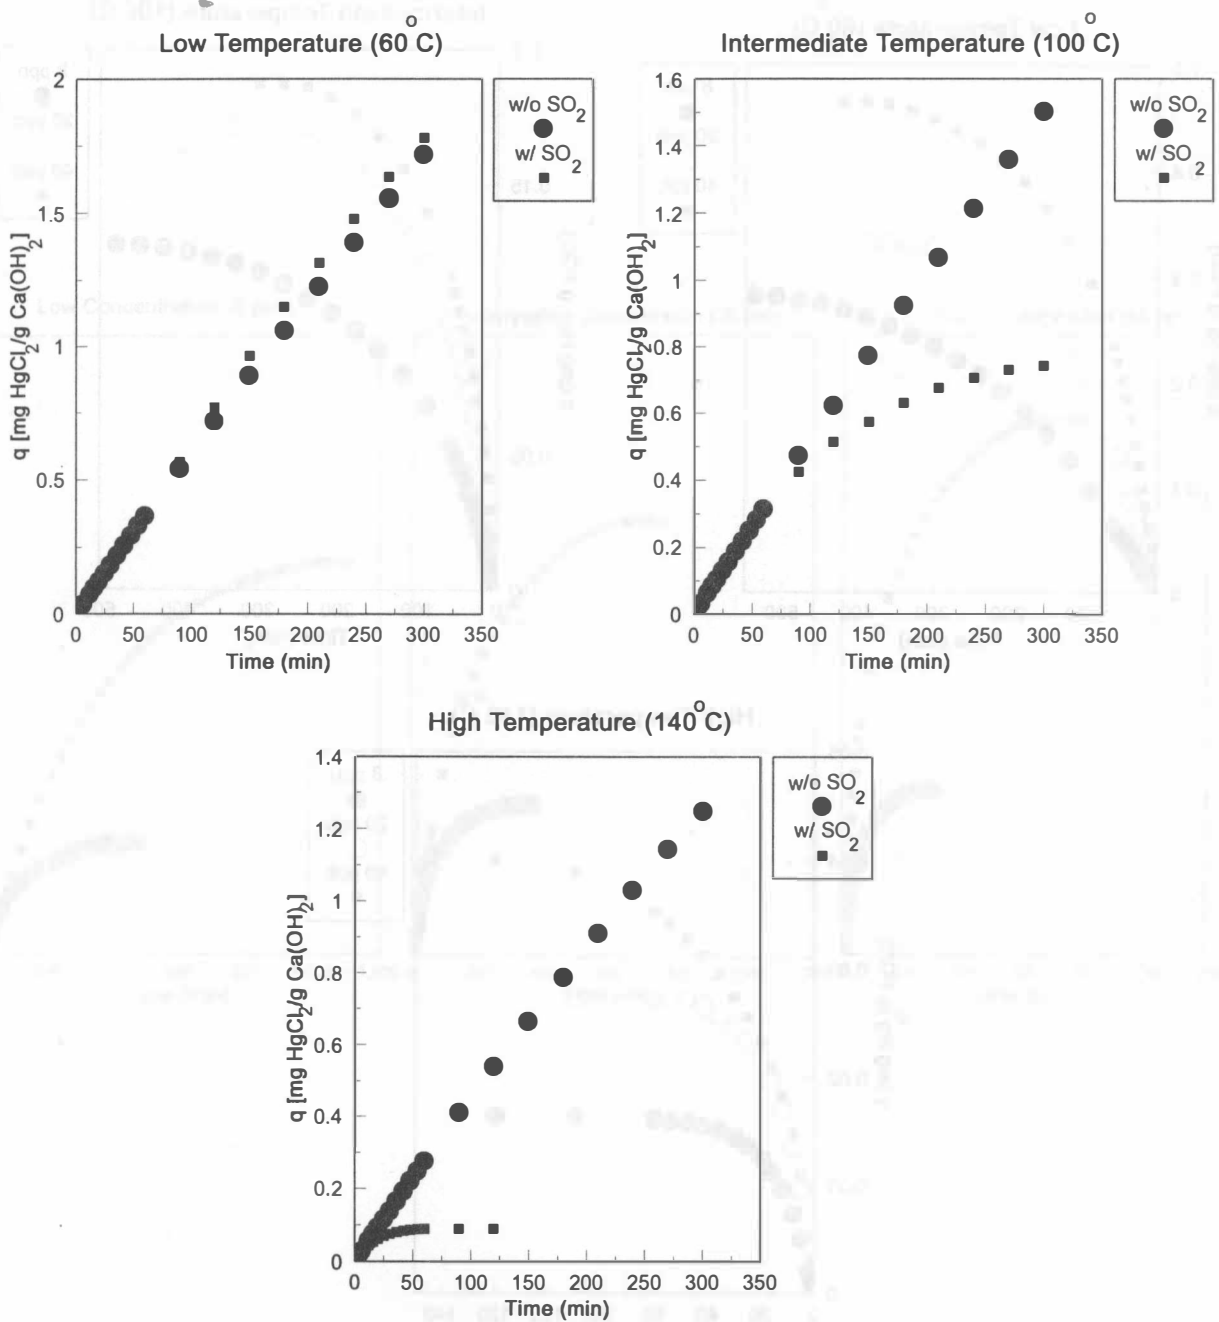 Low Temperature (60°C)
2
1.5
1
0.5
0
q [mg HgCl2/g Ca(OH)2]
0 50 100 150 200 250 300 350
Time (min)
w/o SO2
w/ SO2
Intermediate Temperature (100°C)
1.6
1.4
1.2
1
0.8
0.6
0.4
0.2
0
q [mg HgCl2/g Ca(OH)2]
0 50 100 150 200 250 300 350
Time (min)
w/o SO2
w/ SO2
High Temperature (140°C)
1.4
1.2
1
0.8
0.6
0.4
0.2
0
q [mg HgCl2/g Ca(OH)2]
0 50 100 150 200 250 300 350
Time (min)
w/o SO2
w/ SO2